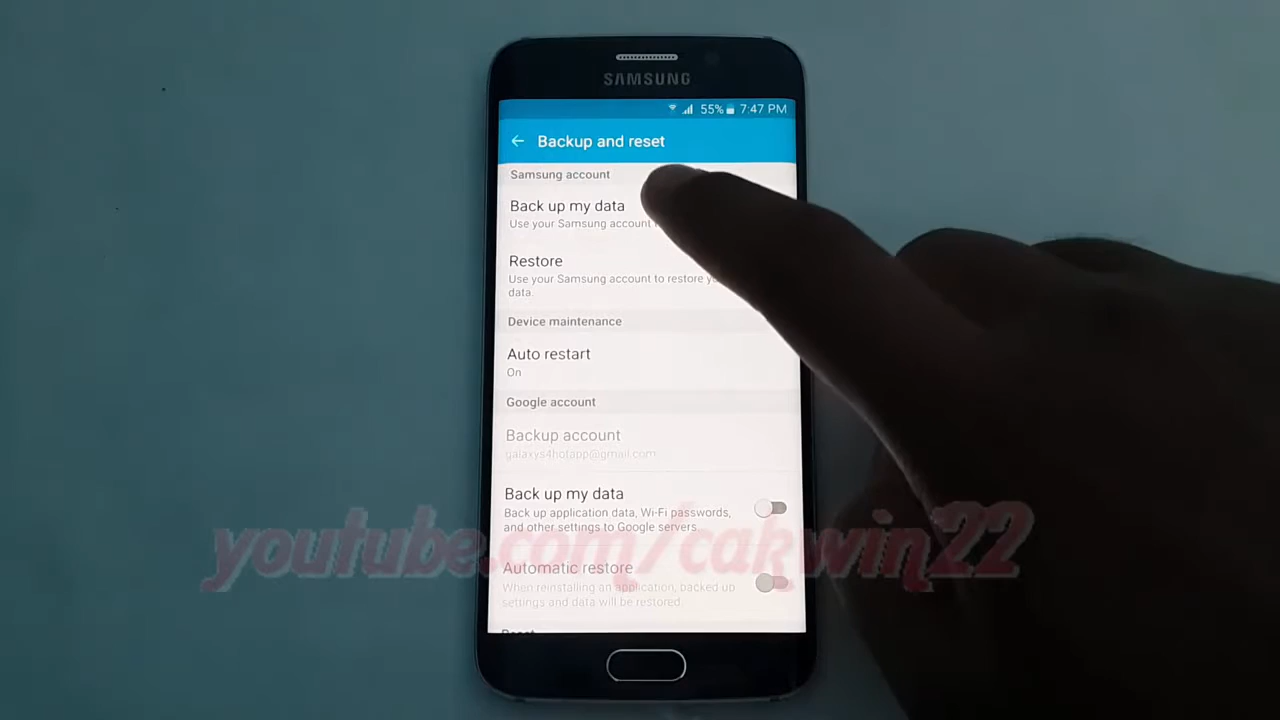 SAMSUNG
55% 7:47 PM
Backup and reset
Samsung account
Back up my data
Use your Samsung account
Restore
Use your Samsung account to restore
data.
Device maintenance
Auto restart
On
Google account
Backup account
galaxys4hotapp@gmail.com
Back up my data
Back up application data, Wi-Fi passwords,
and other settings to Google servers.
youtube.com/cakwin22
Automatic restore
When reinstalling an application, backed up
settings and data will be restored.
Reset